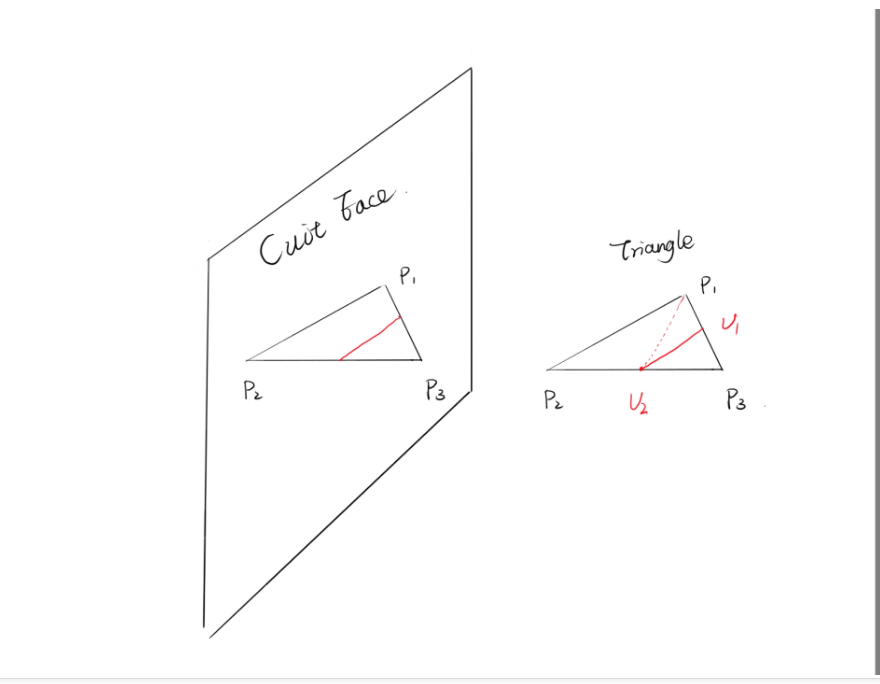 Cuit Face.
P₁
P₂
P₃
Triangle
P₁
U₁
P₂
U₂
P₃